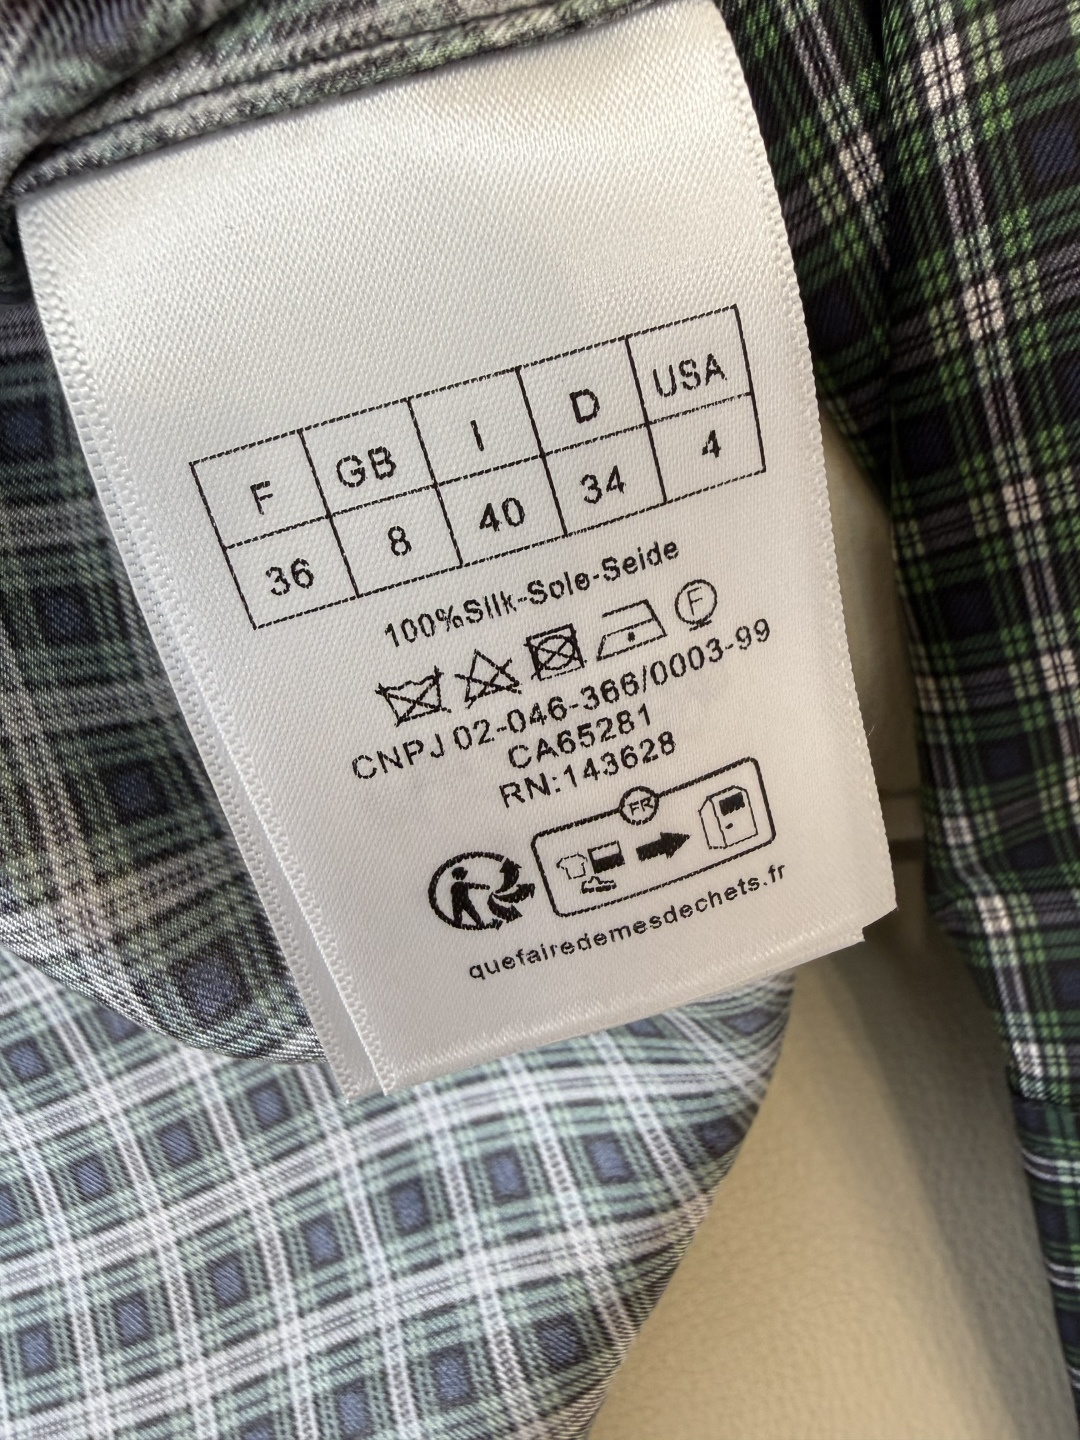 F GB I D USA
36 8 40 34 4
100%Silk-Sole-Seide
F
CNPJ 02-046-366/0003-99
CA65281
RN:143628
FR
quefairedemesdechets.fr